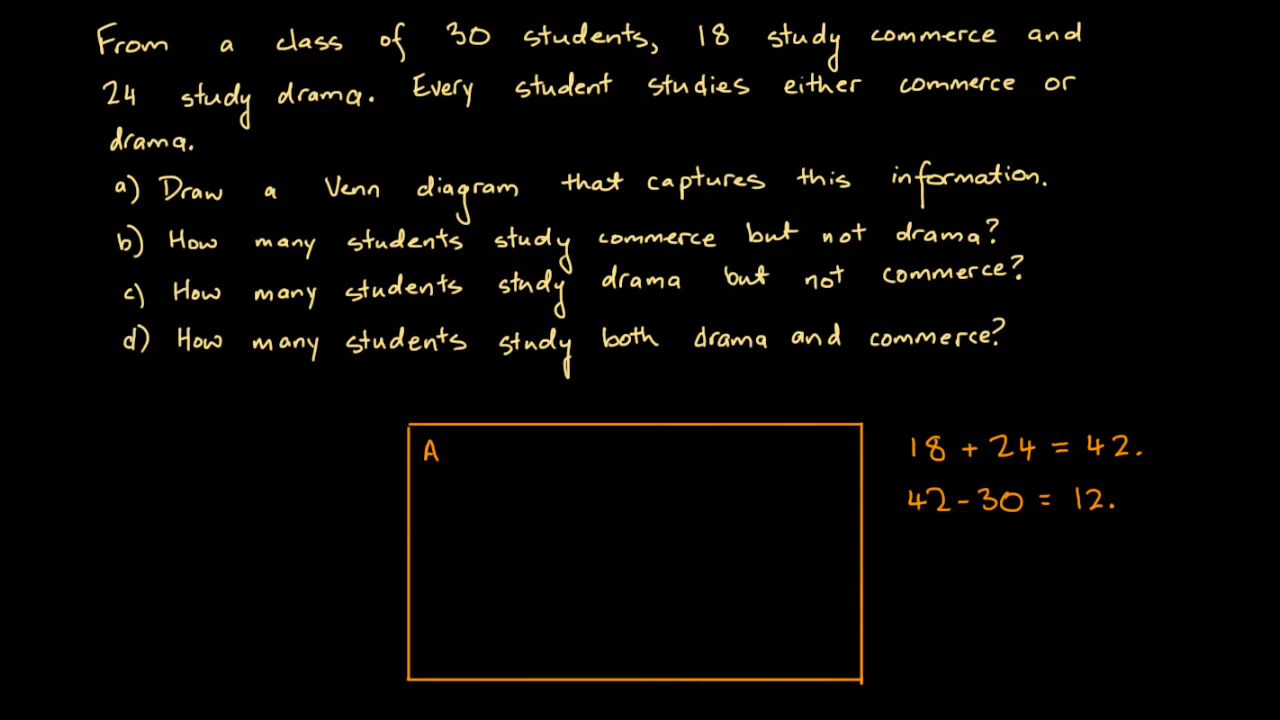 From a class of 30 students, 18 study commerce and
24 study drama. Every student studies either commerce or
drama.
a) Draw a Venn diagram that captures this information.
b) How many students study commerce but not drama?
c) How many students study drama but not commerce?
d) How many students study both drama and commerce?
A
18 + 24 = 42.
42 - 30 = 12.